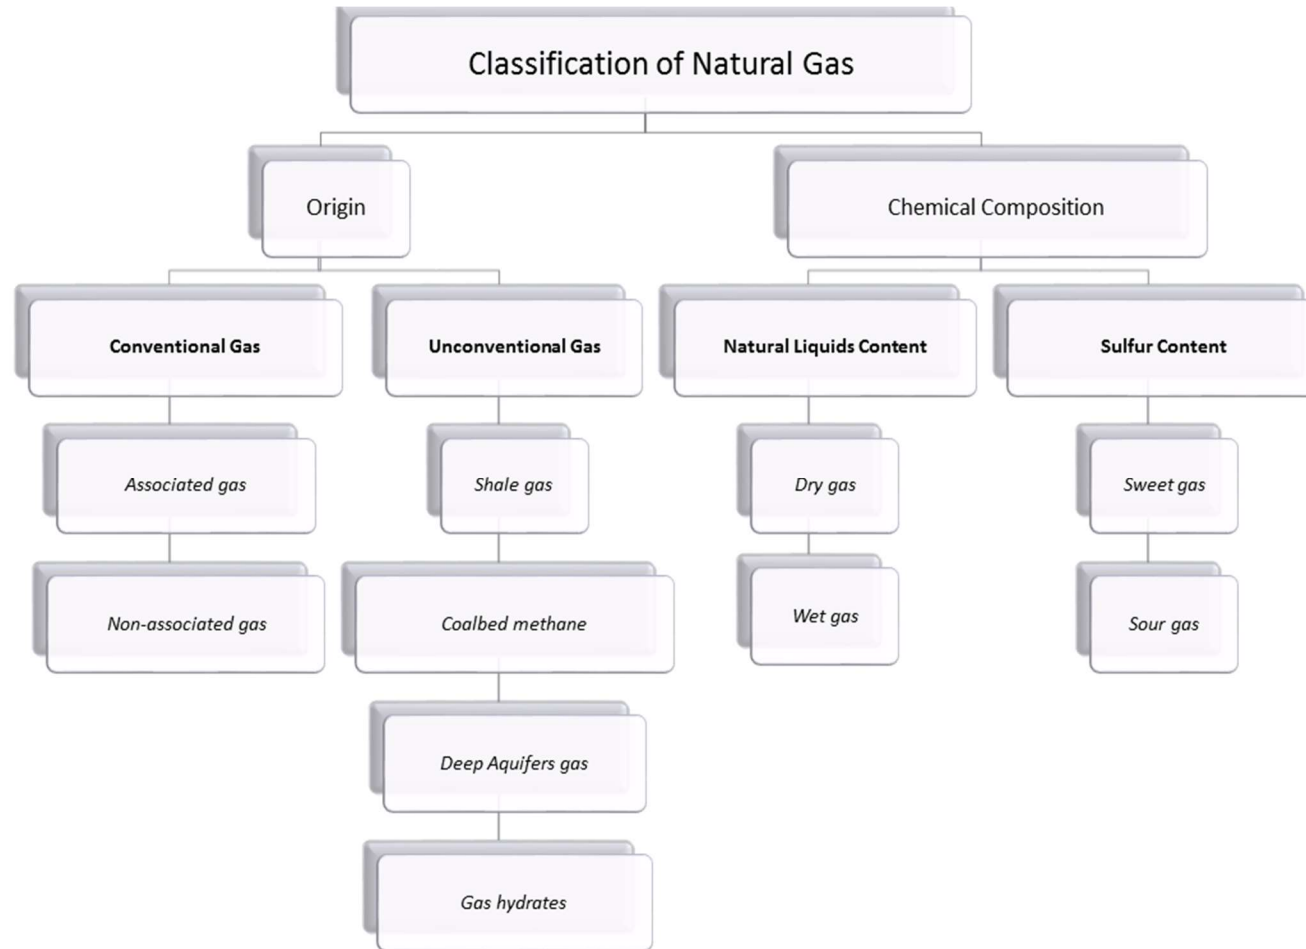 Classification of Natural Gas
Origin
Chemical Composition
Conventional Gas
Unconventional Gas
Natural Liquids Content
Sulfur Content
Associated gas
Shale gas
Dry gas
Sweet gas
Non-associated gas
Coalbed methane
Wet gas
Sour gas
Deep Aquifers gas
Gas hydrates